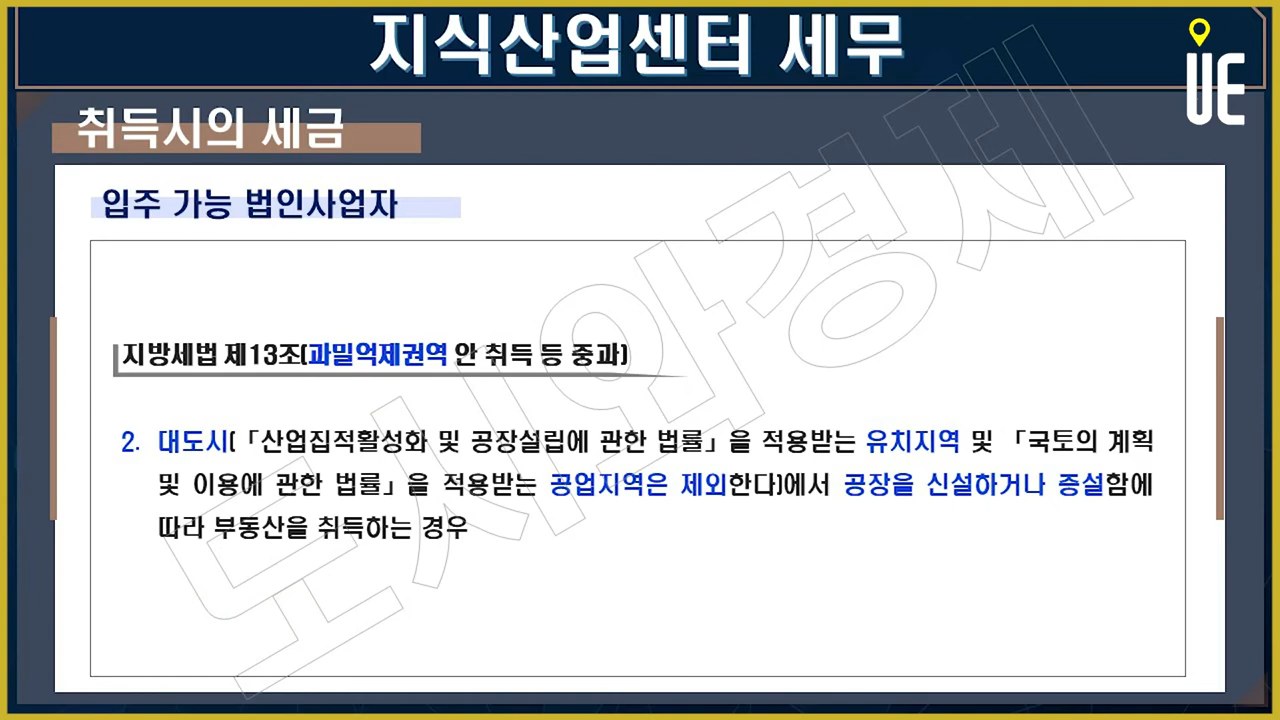 지식산업센터 세무
UE
취득시의 세금
입주 가능 법인사업자
지방세법 제13조(과밀억제권역 안 취득 등 중과)
2. 대도시(「산업집적활성화 및 공장설립에 관한 법률」을 적용받는 유치지역 및 「국토의 계획
및 이용에 관한 법률」을 적용받는 공업지역은 제외한다)에서 공장을 신설하거나 증설함에
따라 부동산을 취득하는 경우
도시와경제